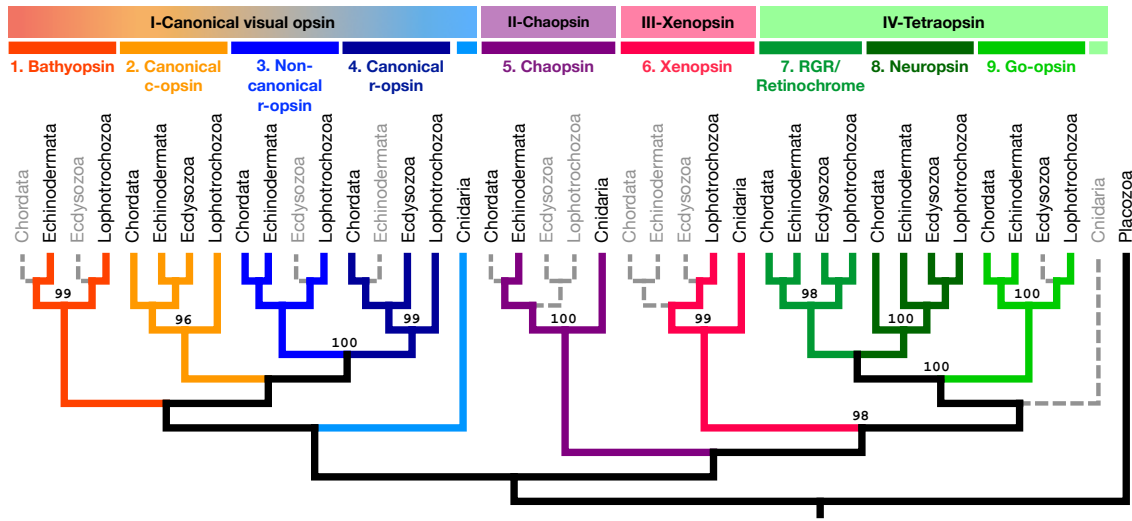 I-Canonical visual opsin
II-Chaopsin
III-Xenopsin
IV-Tetraopsin
1. Bathyopsin
2. Canonical
c-opsin
3. Non-
canonical
r-opsin
4. Canonical
r-opsin
5. Chaopsin
6. Xenopsin
7. RGR/
Retinochrome
8. Neuropsin
9. Go-opsin
Chordata
Echinodermata
Ecdysozoa
Lophotrochozoa
Chordata
Echinodermata
Ecdysozoa
Lophotrochozoa
Chordata
Echinodermata
Ecdysozoa
Lophotrochozoa
Chordata
Echinodermata
Ecdysozoa
Lophotrochozoa
Cnidaria
Chordata
Echinodermata
Ecdysozoa
Lophotrochozoa
Cnidaria
Chordata
Echinodermata
Ecdysozoa
Lophotrochozoa
Cnidaria
Chordata
Echinodermata
Ecdysozoa
Lophotrochozoa
Chordata
Echinodermata
Ecdysozoa
Lophotrochozoa
Chordata
Echinodermata
Ecdysozoa
Lophotrochozoa
Cnidaria
Placozoa
99
96
100
99
100
99
98
100
100
100
98